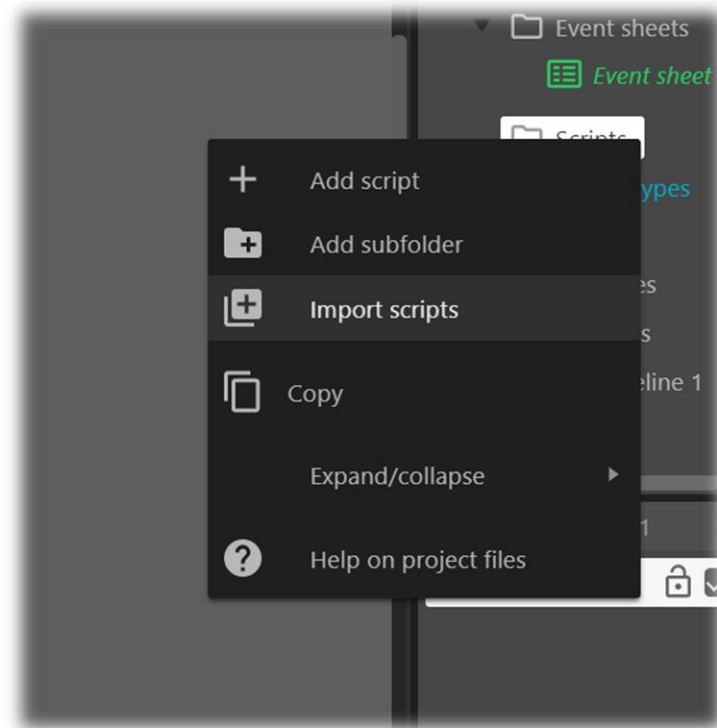 Event sheets
Event sheet
Scripts
Add script
ypes
Add subfolder
es
Import scripts
s
eline 1
Copy
Expand/collapse
1
Help on project files